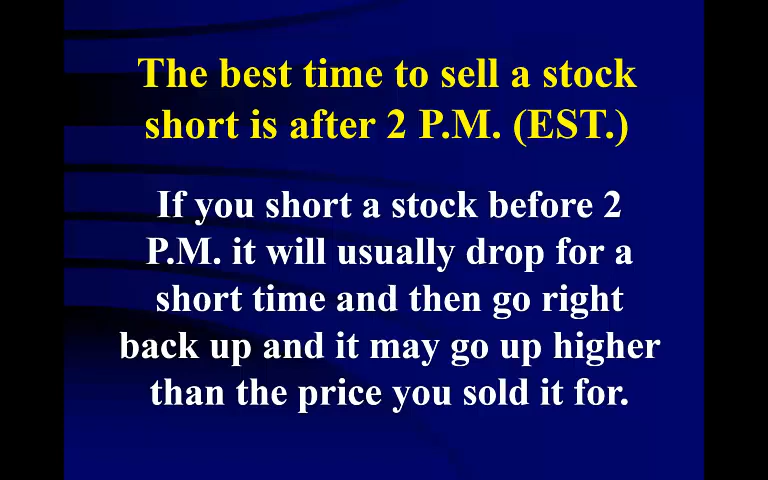 The best time to sell a stock
short is after 2 P.M. (EST.)
If you short a stock before 2
P.M. it will usually drop for a
short time and then go right
back up and it may go up higher
than the price you sold it for.